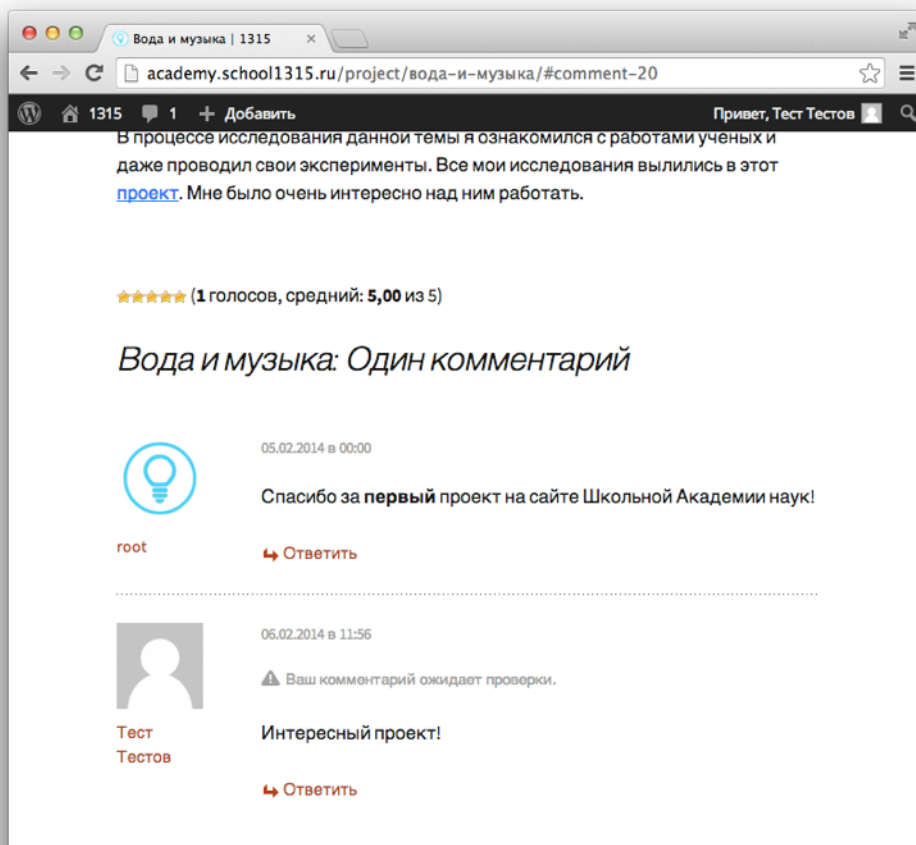 Вода и музыка | 1315
academy.school1315.ru/project/вода-и-музыка/#comment-20
1315 1 + Добавить Привет, Тест Тестов
В процессе исследования данной темы я ознакомился с работами ученых и
даже проводил свои эксперименты. Все мои исследования вылились в этот
проект. Мне было очень интересно над ним работать.
(1 голосов, средний: 5,00 из 5)
Вода и музыка: Один комментарий
05.02.2014 в 00:00
Спасибо за первый проект на сайте Школьной Академии наук!
root
Ответить
06.02.2014 в 11:56
Ваш комментарий ожидает проверки.
Тест
Тестов
Интересный проект!
Ответить